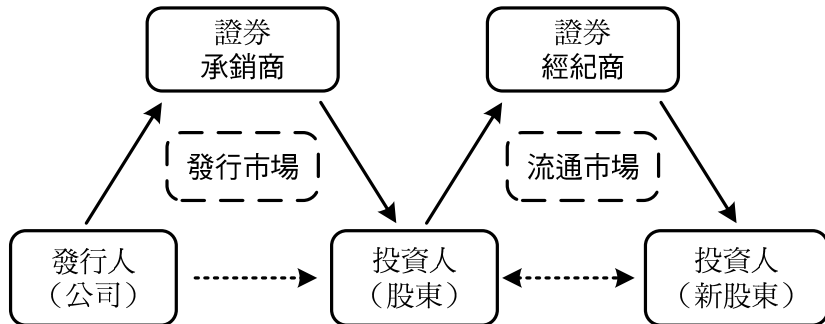 證券
承銷商
證券
經紀商
發行市場
流通市場
發行人
（公司）
投資人
（股東）
投資人
（新股東）